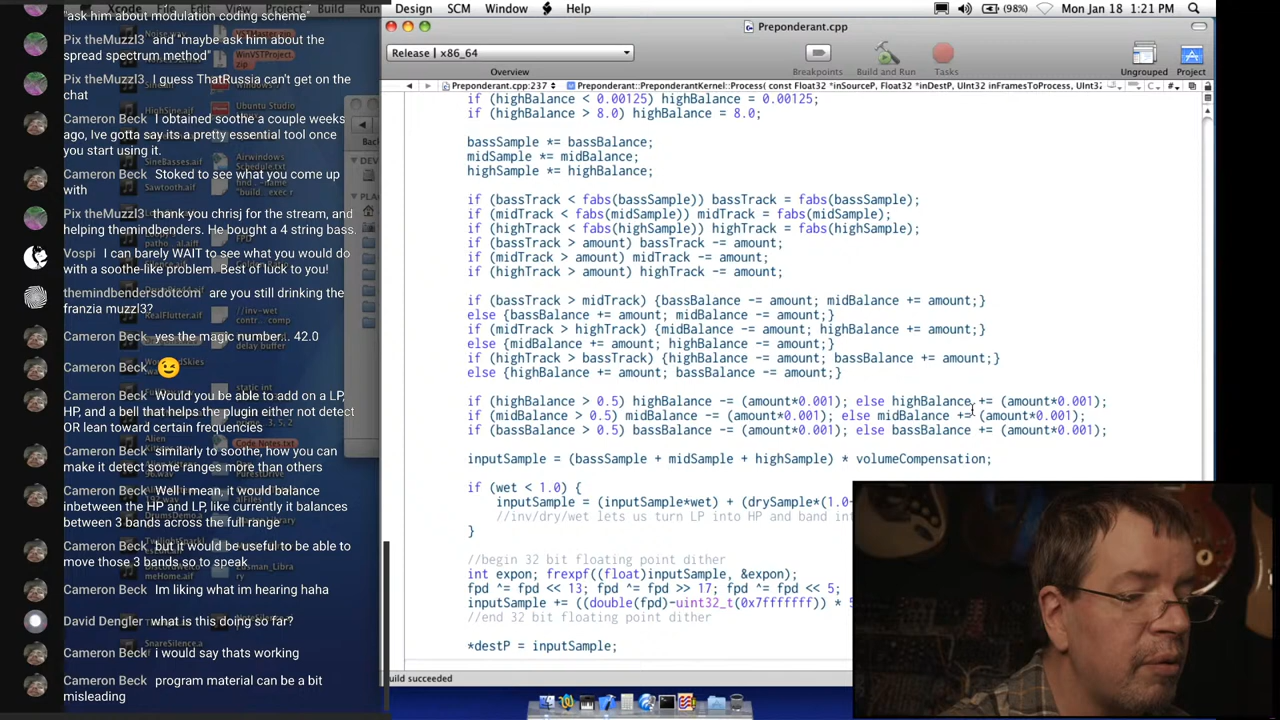 Design SCM Window Help (98%) Mon Jan 18 1:21 PM
Preponderant.cpp
Release | x86_64
Overview Breakpoints Build and Run Tasks Ungrouped Project
Preponderant.cpp:237 Preponderant::PreponderantKernel::Process( const Float32 *inSourceP, Float32 *inDestP, UInt32 inFramesToProcess, UInt32
if (highBalance < 0.00125) highBalance = 0.00125;
if (highBalance > 8.0) highBalance = 8.0;
bassSample *= bassBalance;
midSample *= midBalance;
highSample *= highBalance;
if (bassTrack < fabs(bassSample)) bassTrack = fabs(bassSample);
if (midTrack < fabs(midSample)) midTrack = fabs(midSample);
if (highTrack < fabs(highSample)) highTrack = fabs(highSample);
if (bassTrack > amount) bassTrack -= amount;
if (midTrack > amount) midTrack -= amount;
if (highTrack > amount) highTrack -= amount;
if (bassTrack > midTrack) {bassBalance -= amount; midBalance += amount;}
else {bassBalance += amount; midBalance -= amount;}
if (midTrack > highTrack) {midBalance -= amount; highBalance += amount;}
else {midBalance += amount; highBalance -= amount;}
if (highTrack > bassTrack) {highBalance -= amount; bassBalance += amount;}
else {highBalance += amount; bassBalance -= amount;}
if (highBalance > 0.5) highBalance -= (amount*0.001); else highBalance += (amount*0.001);
if (midBalance > 0.5) midBalance -= (amount*0.001); else midBalance += (amount*0.001);
if (bassBalance > 0.5) bassBalance -= (amount*0.001); else bassBalance += (amount*0.001);
inputSample = (bassSample + midSample + highSample) * volumeCompensation;
if (wet < 1.0) {
inputSample = (inputSample*wet) + (drySample*(1.0-
//inv/dry/wet lets us turn LP into HP and band int
}
//begin 32 bit floating point dither
int expon; frexpf((float)inputSample, &expon);
fpd ^= fpd << 13; fpd ^= fpd >> 17; fpd ^= fpd << 5;
inputSample += ((double(fpd)-uint32_t(0x7fffffff)) * 5
//end 32 bit floating point dither
*destP = inputSample;
uild succeeded
"ask him about modulation coding scheme"
Pix theMuzzl3 and "maybe ask him about the
spread spectrum method"
Pix theMuzzl3 I guess ThatRussia can't get on the
chat
Cameron Beck I obtained soothe a couple weeks
ago, Ive gotta say its a pretty essential tool once
you start using it.
Cameron Beck Stoked to see what you come up
with
Pix theMuzzl3 thank you chrisj for the stream, and
helping themindbenders. He bought a 4 string bass.
Vospi I can barely WAIT to see what you would do
with a soothe-like problem. Best of luck to you!
themindbendersdotcom are you still drinking the
franzia muzzl3?
Cameron Beck yes the magic number... 42.0
Cameron Beck 😉
Cameron Beck Would you be able to add on a LP,
HP, and a bell that helps the plugin either not detect
OR lean toward certain frequencies
Cameron Beck similarly to soothe, how you can
make it detect some ranges more than others
Cameron Beck Well i mean, it would balance
inbetween the HP and LP, like currently it balances
between 3 bands across the full range
Cameron Beck but it would be useful to be able to
move those 3 bands so to speak
Cameron Beck Im liking what im hearing haha
David Dengler what is this doing so far?
Cameron Beck i would say thats working
Cameron Beck program material can be a bit
misleading